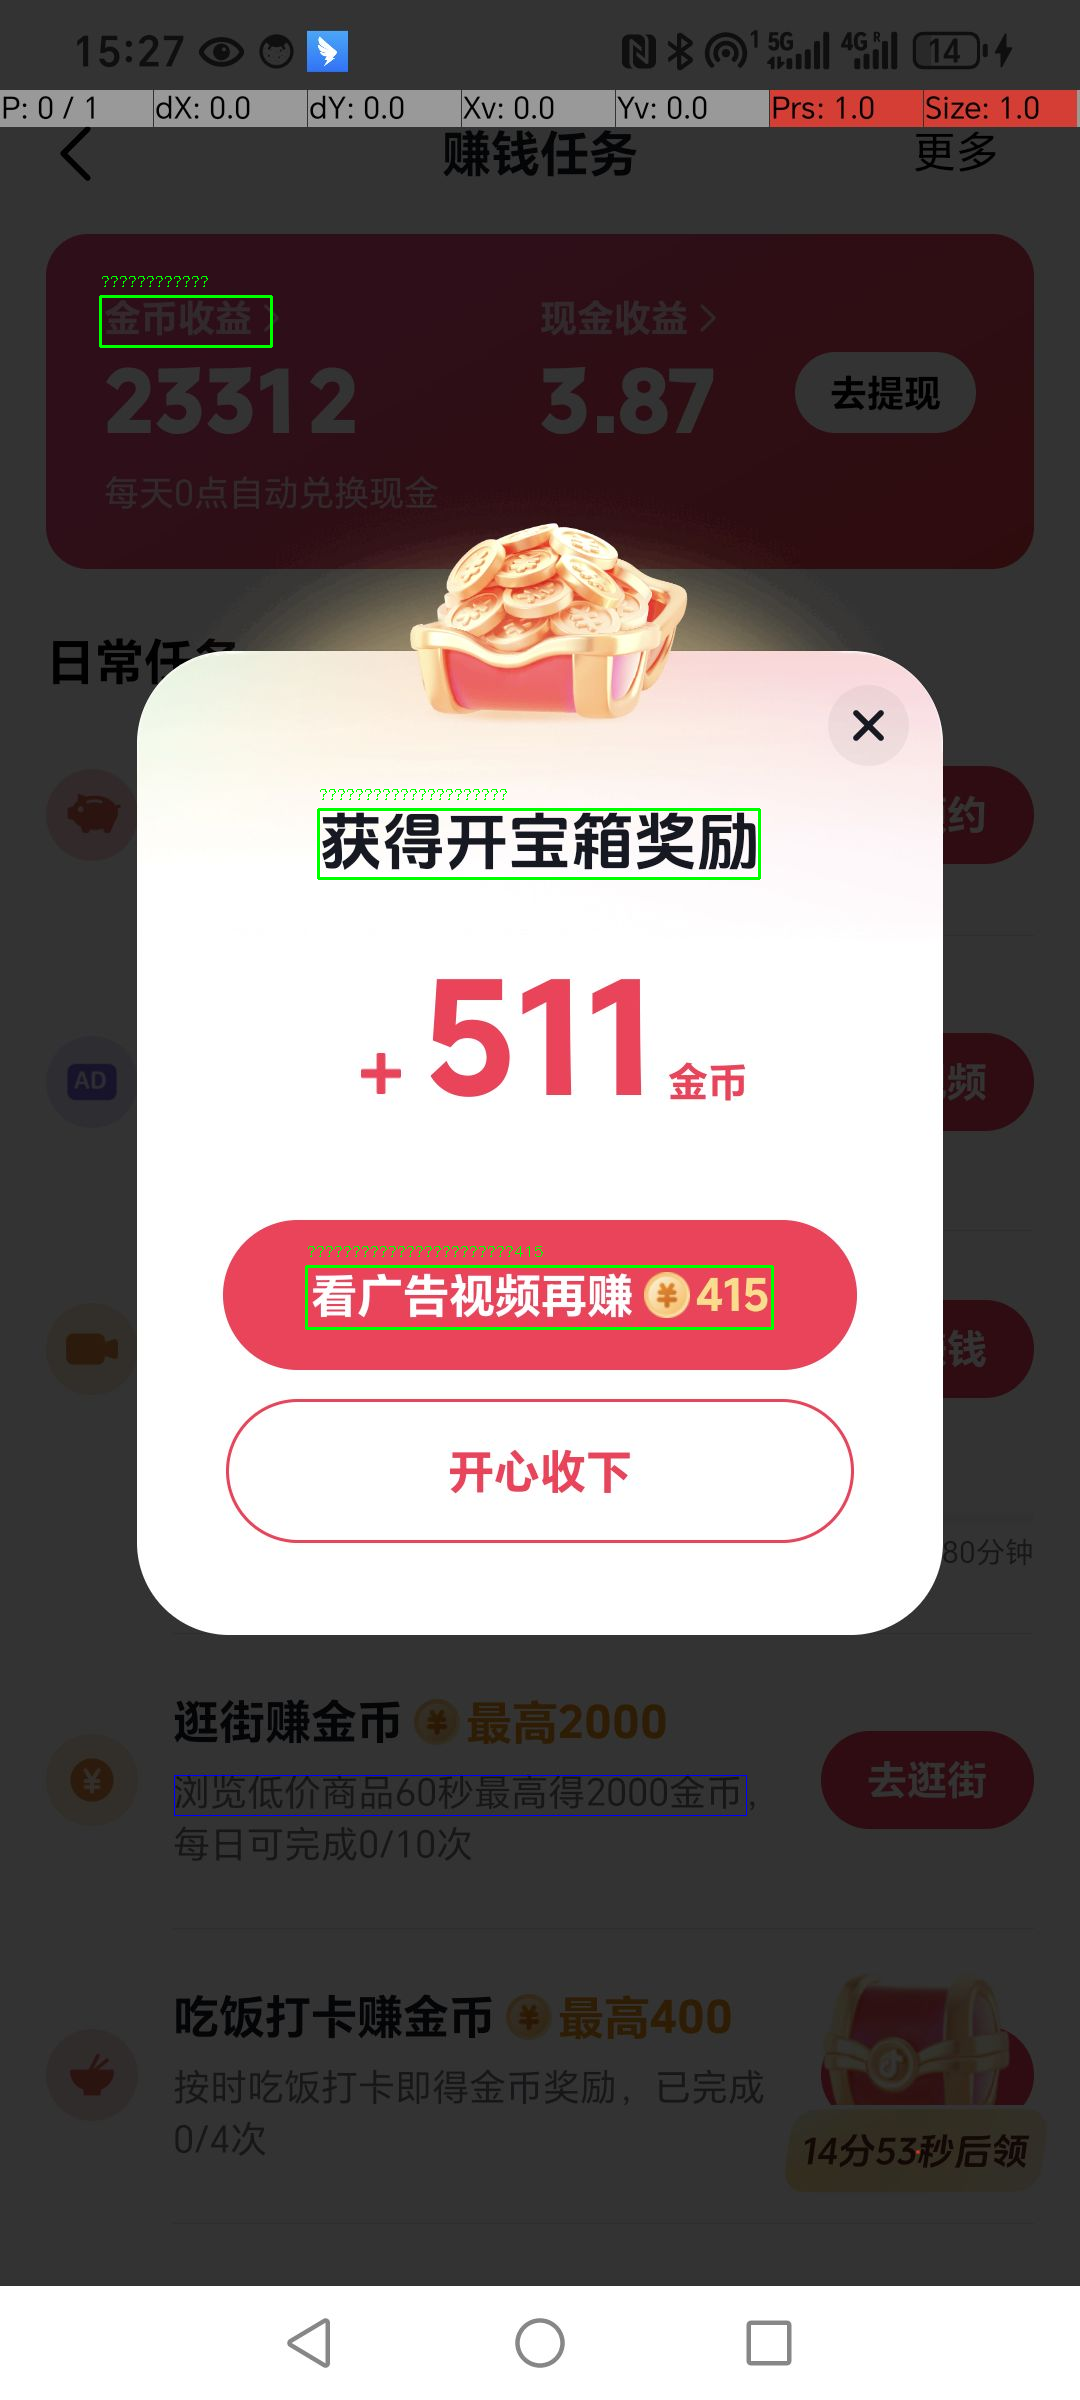 15:27
1 5G 4G R 14
P: 0 / 1 dX: 0.0 dY: 0.0 Xv: 0.0 Yv: 0.0 Prs: 1.0 Size: 1.0
赚钱任务 更多
????????????
金币收益 现金收益
23312 3.87 去提现
每天0点自动兑换现金
日常任务
?????????????????????
获得开宝箱奖励
约
+511金币
AD 频
???????????????????????415
看广告视频再赚 415
钱
开心收下
80分钟
逛街赚金币 最高2000
浏览低价商品60秒最高得2000金币,
每日可完成0/10次
去逛街
吃饭打卡赚金币 最高400
按时吃饭打卡即得金币奖励，已完成
0/4次
14分53秒后领